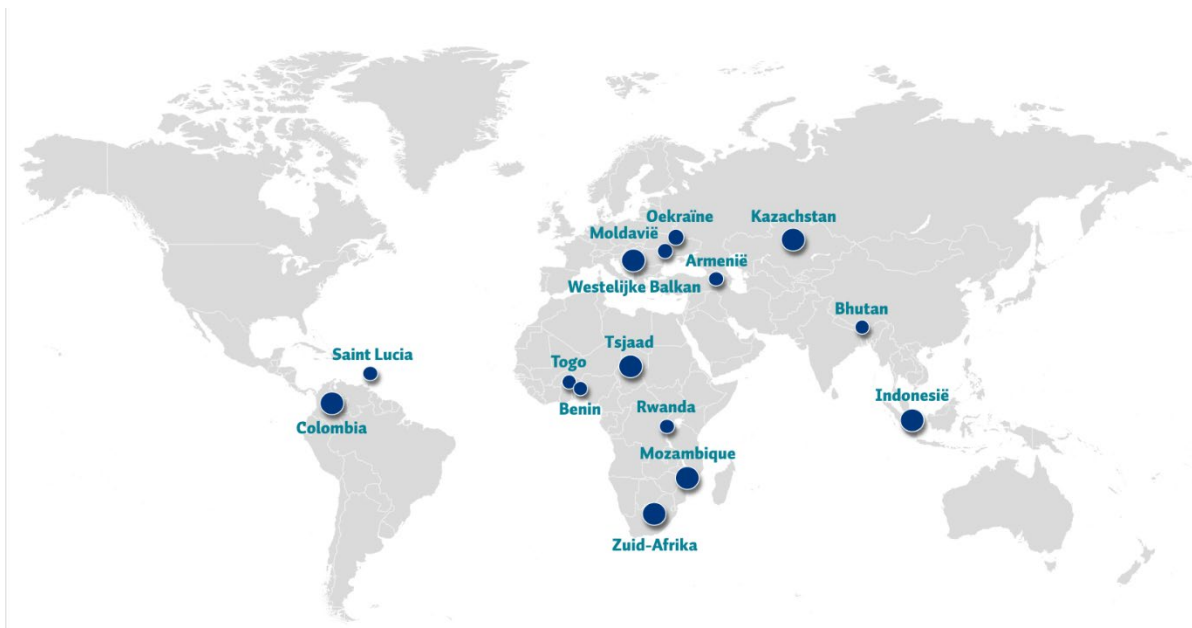 Oekraïne
Kazachstan
Moldavië
Armenië
Westelijke Balkan
Bhutan
Tsjaad
Saint Lucia
Togo
Indonesië
Benin
Rwanda
Colombia
Mozambique
Zuid-Afrika